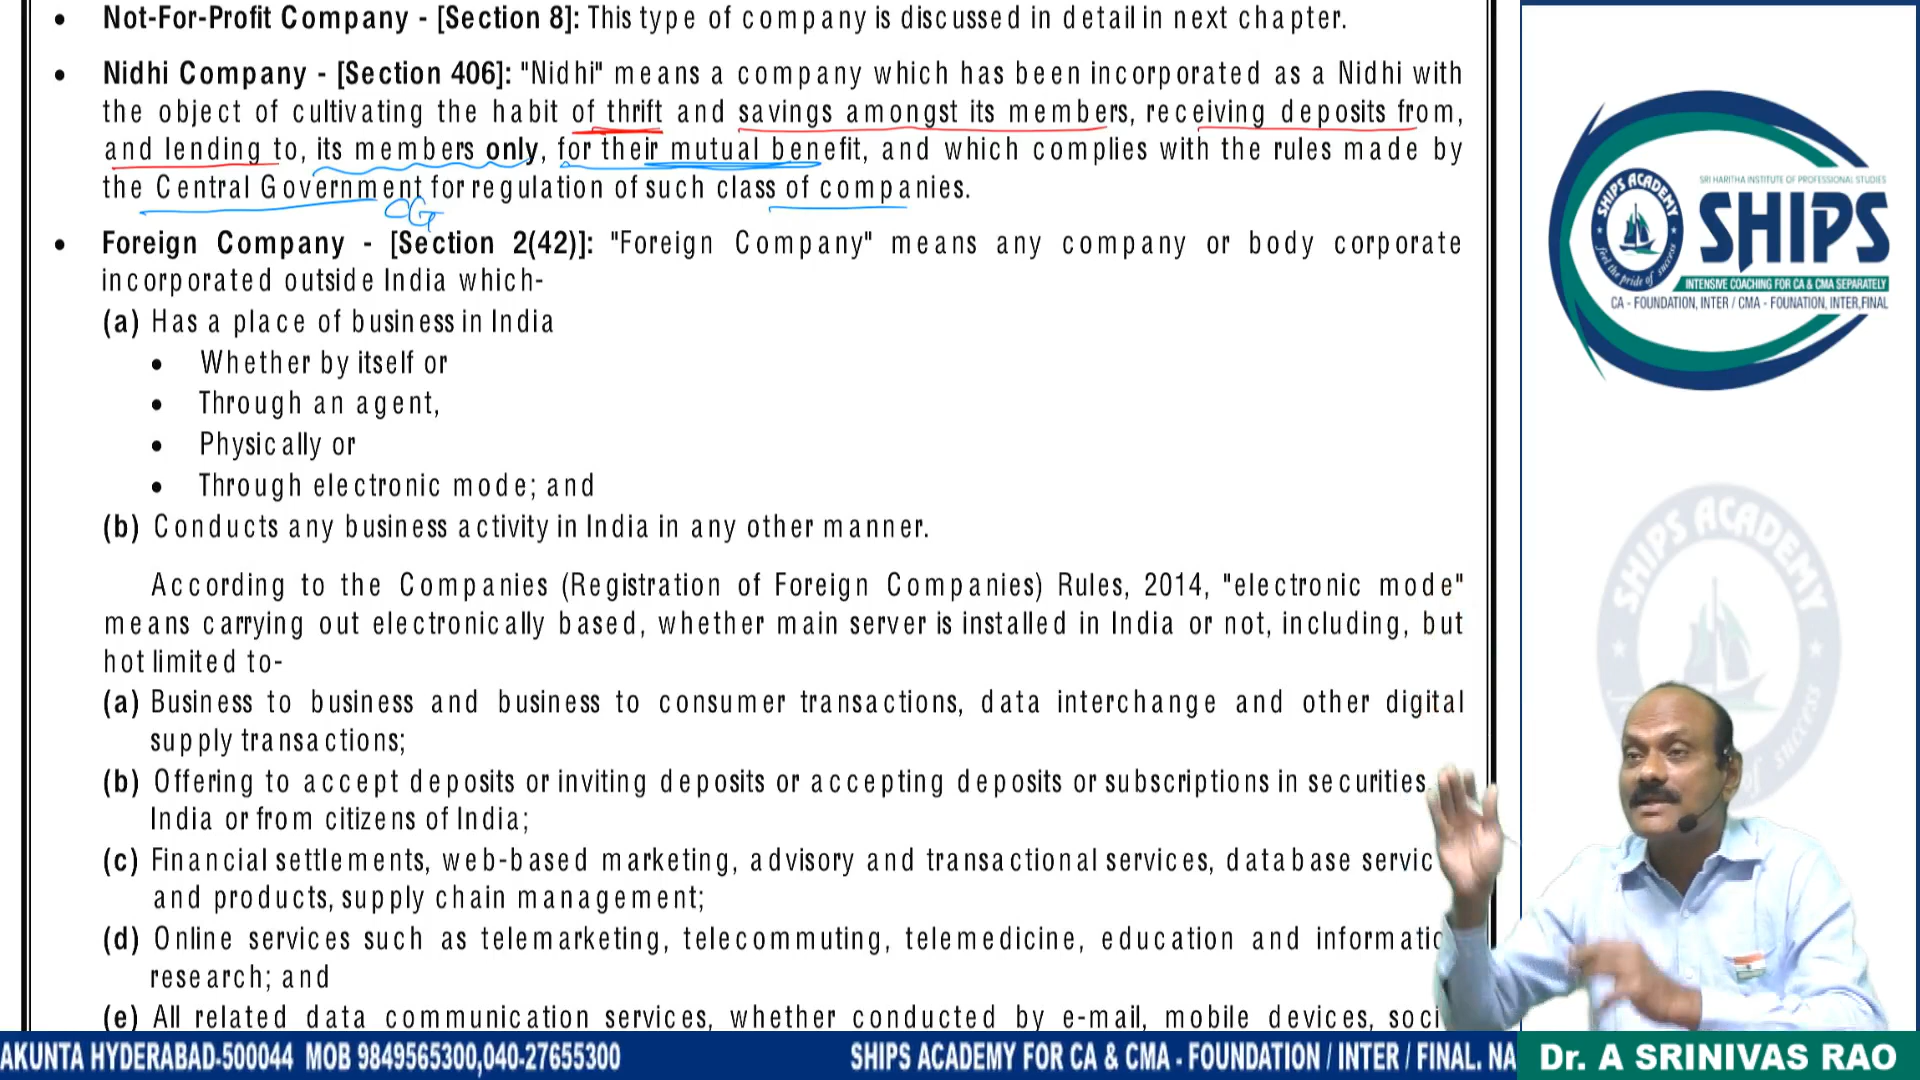 • Not-For-Profit Company - [Section 8]: This type of company is discussed in detail in next chapter.
• Nidhi Company - [Section 406]: "Nidhi" means a company which has been incorporated as a Nidhi with
the object of cultivating the habit of thrift and savings amongst its members, receiving deposits from,
and lending to, its members only, for their mutual benefit, and which complies with the rules made by
the Central Government for regulation of such class of companies.
CG
• Foreign Company - [Section 2(42)]: "Foreign Company" means any company or body corporate
incorporated outside India which-
(a) Has a place of business in India
• Whether by itself or
• Through an agent,
• Physically or
• Through electronic mode; and
(b) Conducts any business activity in India in any other manner.
According to the Companies (Registration of Foreign Companies) Rules, 2014, "electronic mode"
means carrying out electronically based, whether main server is installed in India or not, including, but
hot limited to-
(a) Business to business and business to consumer transactions, data interchange and other digital
supply transactions;
(b) Offering to accept deposits or inviting deposits or accepting deposits or subscriptions in securities,
India or from citizens of India;
(c) Financial settlements, web-based marketing, advisory and transactional services, database servic
and products, supply chain management;
(d) Online services such as telemarketing, telecommuting, telemedicine, education and informatio
research; and
(e) All related data communication services, whether conducted by e-mail, mobile devices, soci
SRI HARITHA INSTITUTE OF PROFESSIONAL STUDIES
SHIPS ACADEMY
feel the pride of success
SHIPS
INTENSIVE COACHING FOR CA & CMA SEPARATELY
CA - FOUNDATION, INTER / CMA - FOUNATION, INTER,FINAL
SHIPS ACADEMY
of success
AKUNTA HYDERABAD-500044 MOB 9849565300,040-27655300
SHIPS ACADEMY FOR CA & CMA - FOUNDATION / INTER / FINAL. NA
Dr. A SRINIVAS RAO